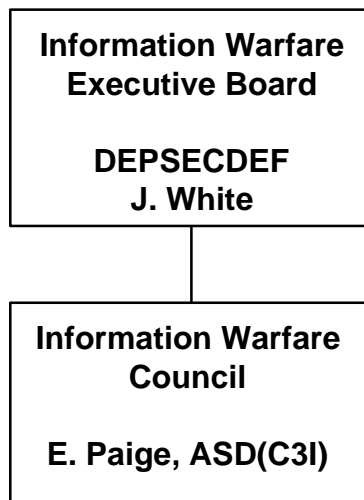 Information Warfare
Executive Board
DEPSECDEF
J. White
Information Warfare
Council
E. Paige, ASD(C3I)